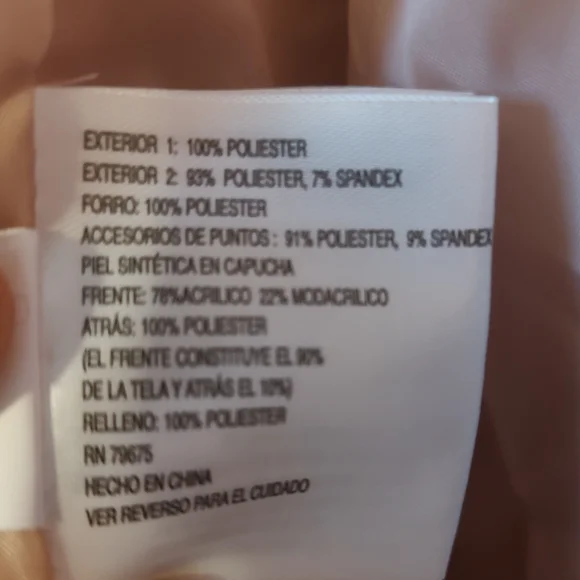 EXTERIOR 1: 100% POLIESTER
EXTERIOR 2: 93% POLIESTER, 7% SPANDEX
FORRO: 100% POLIESTER
ACCESORIOS DE PUNTOS: 91% POLIESTER, 9% SPANDEX
PIEL SINTÉTICA EN CAPUCHA
FRENTE: 78%ACRILICO 22% MODACRILICO
ATRÁS: 100% POLIESTER
(EL FRENTE CONSTITUYE EL 90%
DE LA TELA Y ATRÁS EL 10%)
RELLENO: 100% POLIESTER
RN 79675
HECHO EN CHINA
VER REVERSO PARA EL CUIDADO